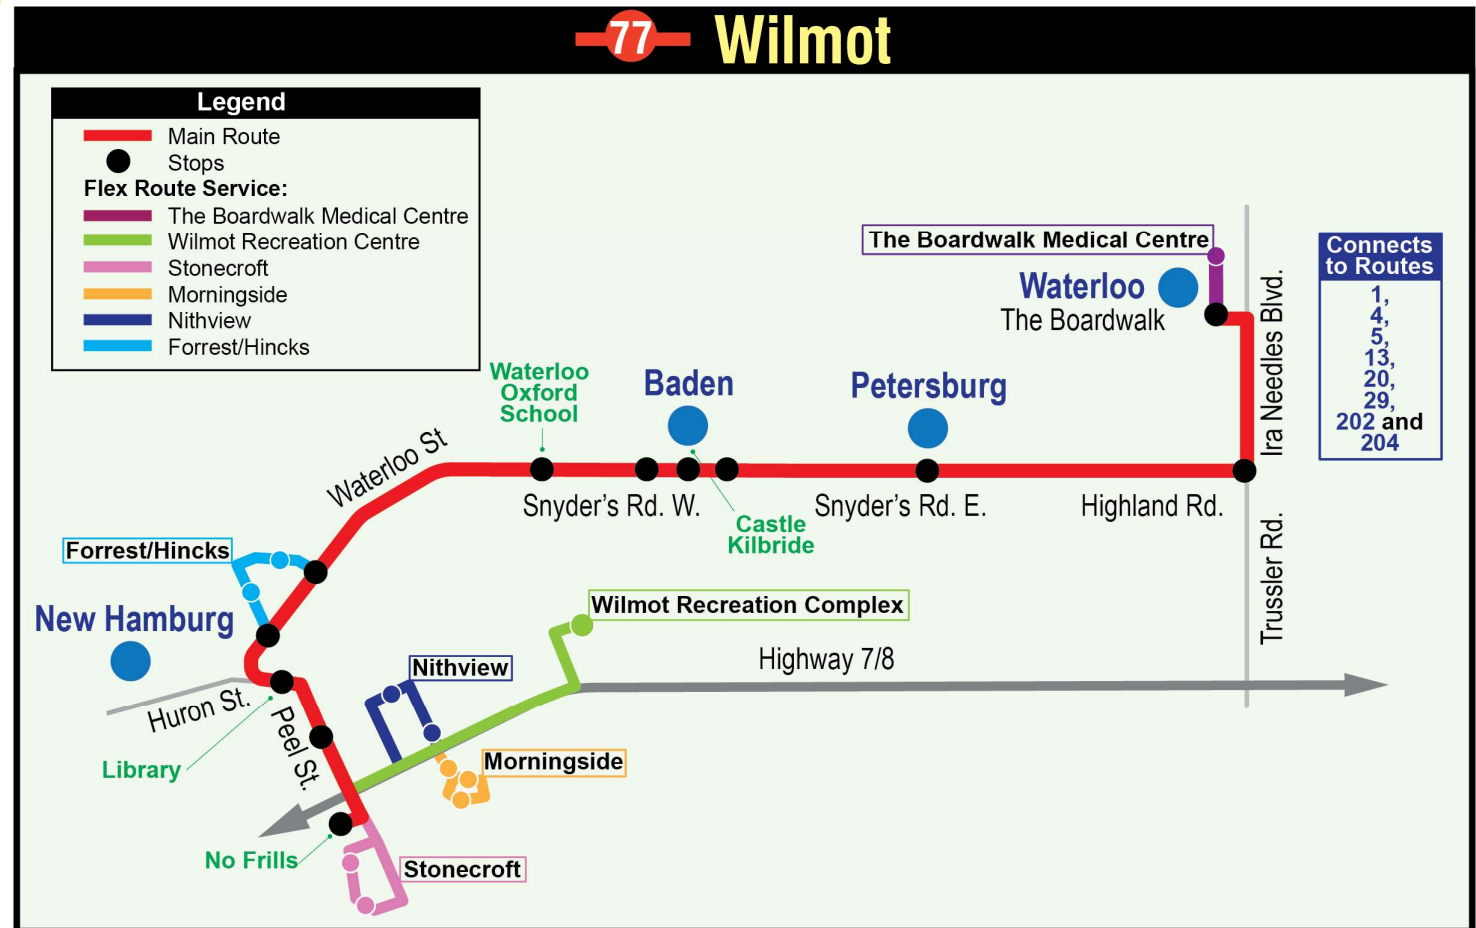 77 Wilmot
Legend
Main Route
Stops
Flex Route Service:
The Boardwalk Medical Centre
Wilmot Recreation Centre
Stonecroft
Morningside
Nithview
Forrest/Hincks
The Boardwalk Medical Centre
Waterloo
The Boardwalk
Ira Needles Blvd.
Connects
to Routes
1,
4,
5,
13,
20,
29,
202 and
204
Waterloo
Oxford
School
Baden
Petersburg
Waterloo St
Snyder's Rd. W.
Snyder's Rd. E.
Highland Rd.
Castle
Kilbride
Trussler Rd.
Forrest/Hincks
New Hamburg
Wilmot Recreation Complex
Highway 7/8
Nithview
Huron St.
Peel St.
Library
Morningside
No Frills
Stonecroft